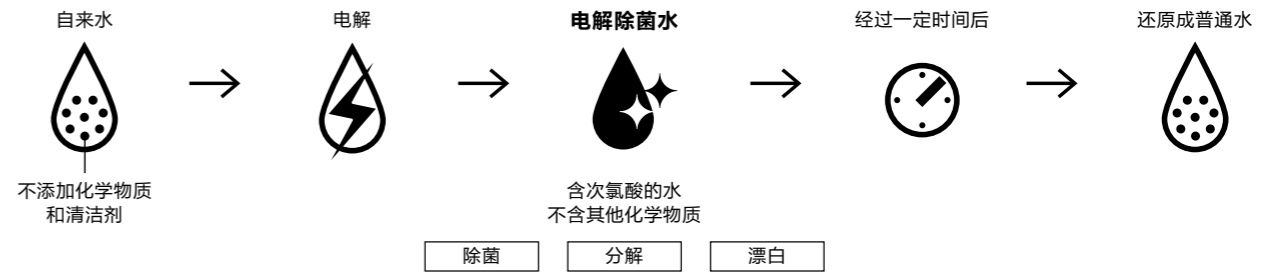 自来水
电解
电解除菌水
经过一定时间后
还原成普通水
不添加化学物质
和清洁剂
含次氯酸的水
不含其他化学物质
除菌
分解
漂白